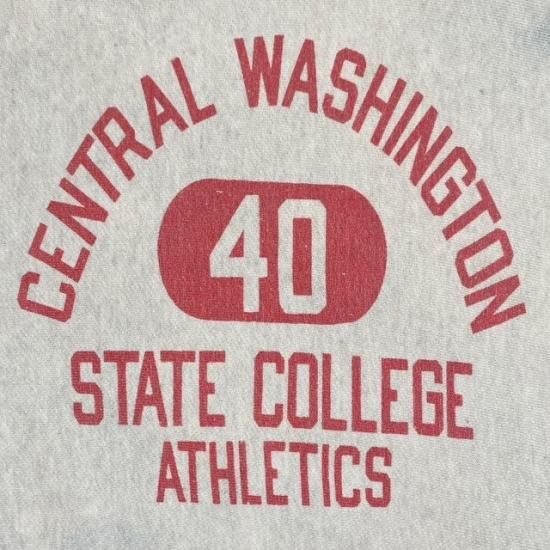 CENTRAL WASHINGTON
40
STATE COLLEGE
ATHLETICS